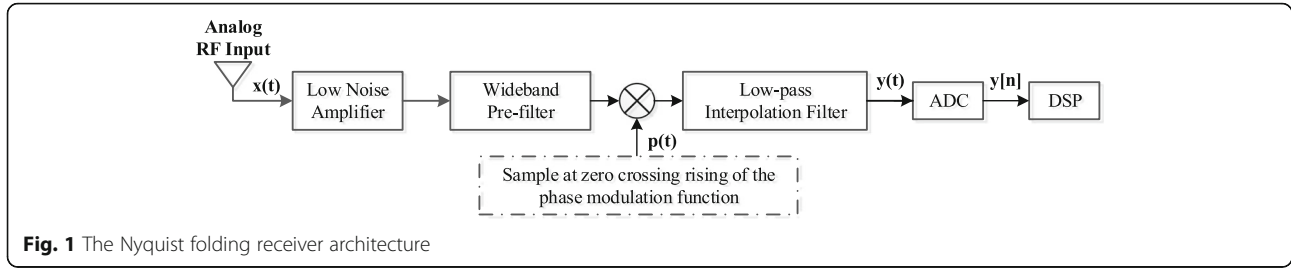 Analog
RF Input
x(t)
Low Noise
Amplifier
Wideband
Pre-filter
p(t)
Low-pass
Interpolation Filter
y(t)
ADC
y[n]
DSP
Sample at zero crossing rising of the
phase modulation function
Fig. 1 The Nyquist folding receiver architecture